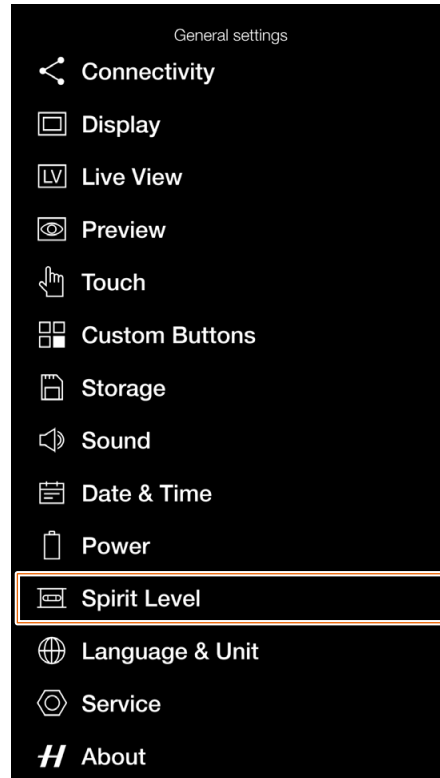 General settings
Connectivity
Display
LV Live View
Preview
Touch
Custom Buttons
Storage
Sound
Date & Time
Power
Spirit Level
Language & Unit
Service
H About